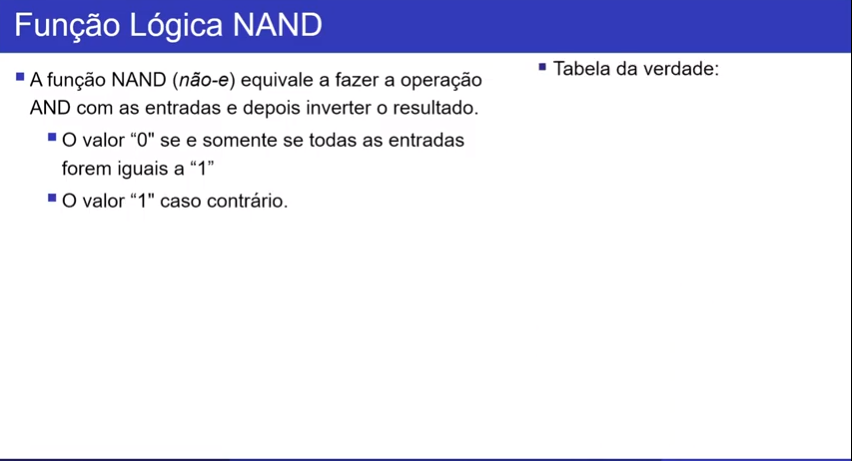 Função Lógica NAND
A função NAND (não-e) equivale a fazer a operação
AND com as entradas e depois inverter o resultado.
O valor “0" se e somente se todas as entradas
forem iguais a “1”
O valor “1" caso contrário.
Tabela da verdade: